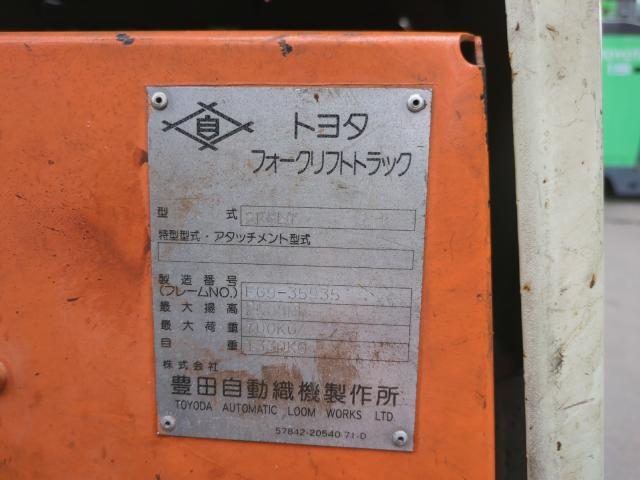 自
トヨタ
フォークリフトトラック
型式
特型型式・アタッチメント型式
製造番号
(フレームNO.) FG9-35935
最大揚高
最大荷重 700KG
自重
株式会社
豊田自動織機製作所
TOYODA AUTOMATIC LOOM WORKS LTD
57842-20540-71-D